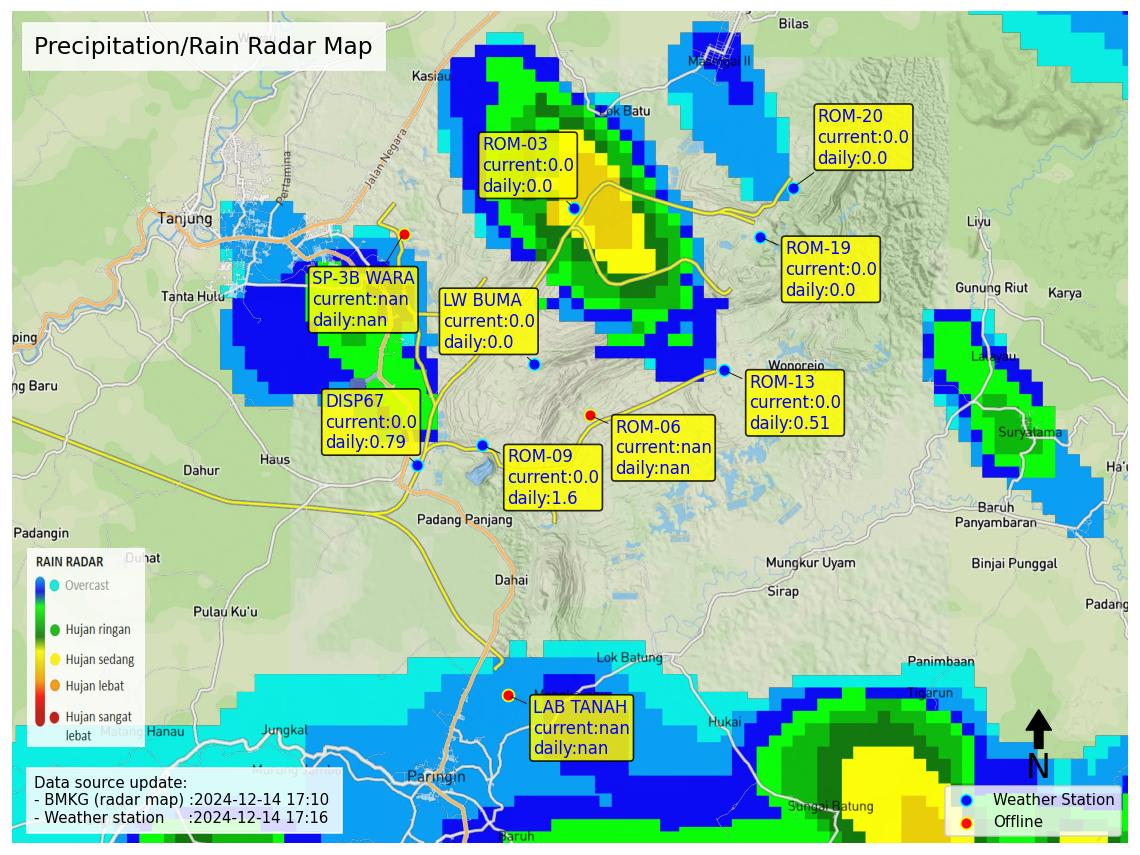 Precipitation/Rain Radar Map
Bilas
Kasiau
Lok Batu
Jalan Negara
Pertamina
ROM-20
current:0.0
daily:0.0
ROM-03
current:0.0
daily:0.0
Tanjung
Liyu
ROM-19
current:0.0
daily:0.0
SP-3B WARA
current:nan
daily:nan
LW BUMA
current:0.0
daily:0.0
Tanta Hulu
Gunung Riut
Karya
ping
Lalayau
Wonorejo
ng Baru
ROM-13
current:0.0
daily:0.51
DISP67
current:0.0
daily:0.79
ROM-06
current:nan
daily:nan
Suryatama
ROM-09
current:0.0
daily:1.6
Haus
Dahur
Ha'u
Baruh
Panyambaran
Padang Panjang
Padangin
Duhat
Mungkur Uyam
Binjai Punggal
Dahai
Sirap
Padang
Pulau Ku'u
RAIN RADAR
Overcast
Hujan ringan
Hujan sedang
Hujan lebat
Hujan sangat
lebat
Lok Batung
Panimbaan
Tigarun
LAB TANAH
current:nan
daily:nan
Hukai
Matang Hanau
Jungkal
Paringin
Sungai Batung
Baruh
N
Data source update:
- BMKG (radar map) :2024-12-14 17:10
- Weather station :2024-12-14 17:16
Weather Station
Offline